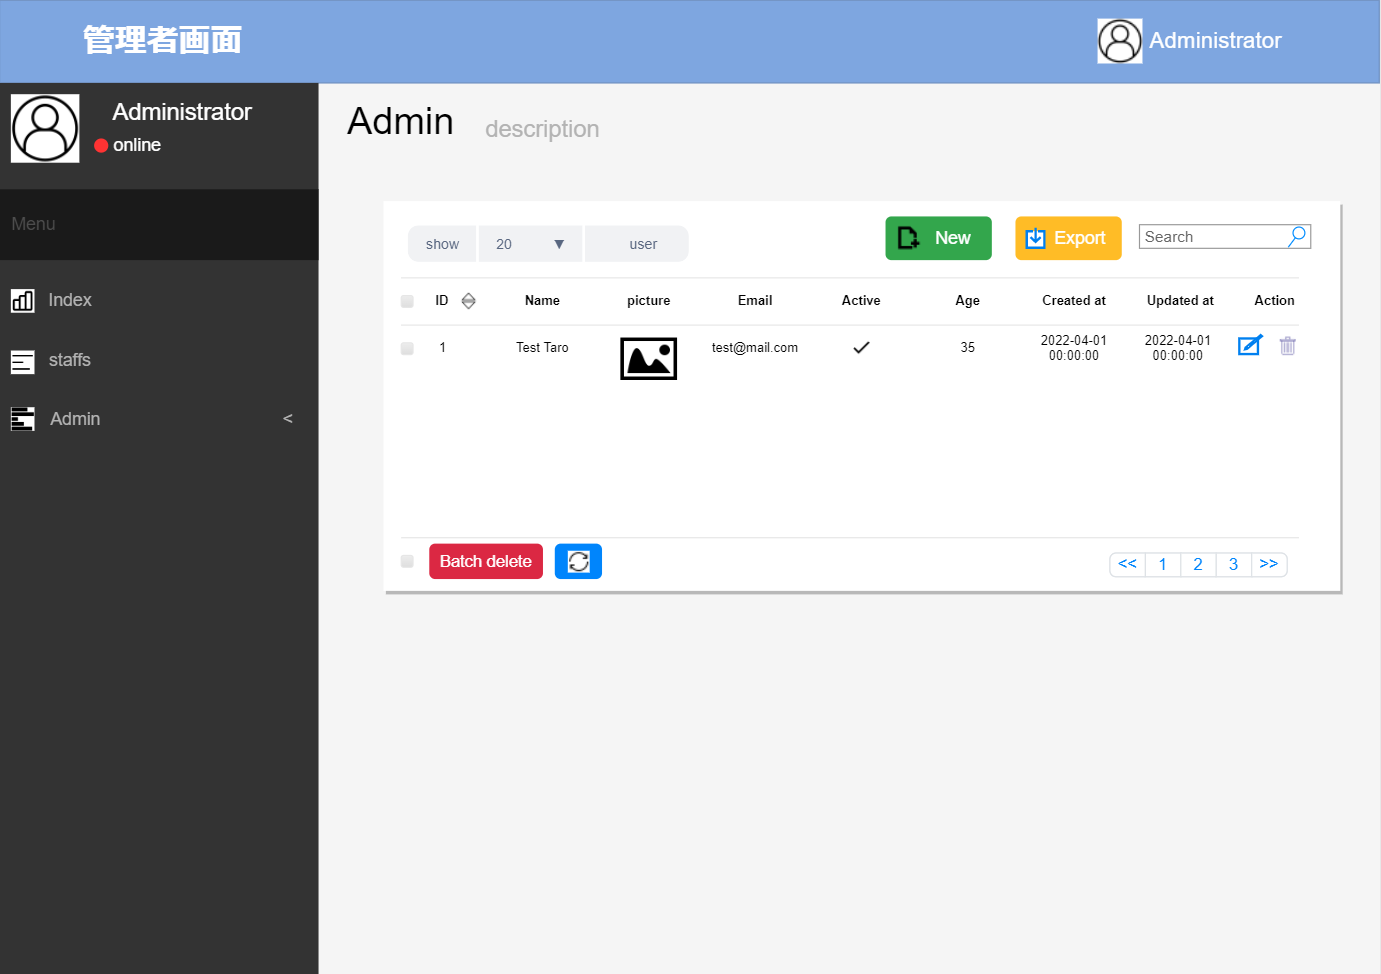 管理者画面
Administrator
Administrator
online
Menu
Index
staffs
Admin <
Admin description
show 20 ▼ user
New
Export
Search
ID Name picture Email Active Age Created at Updated at Action
1 Test Taro test@mail.com 35 2022-04-01 2022-04-01
00:00:00 00:00:00
Batch delete
<< 1 2 3 >>